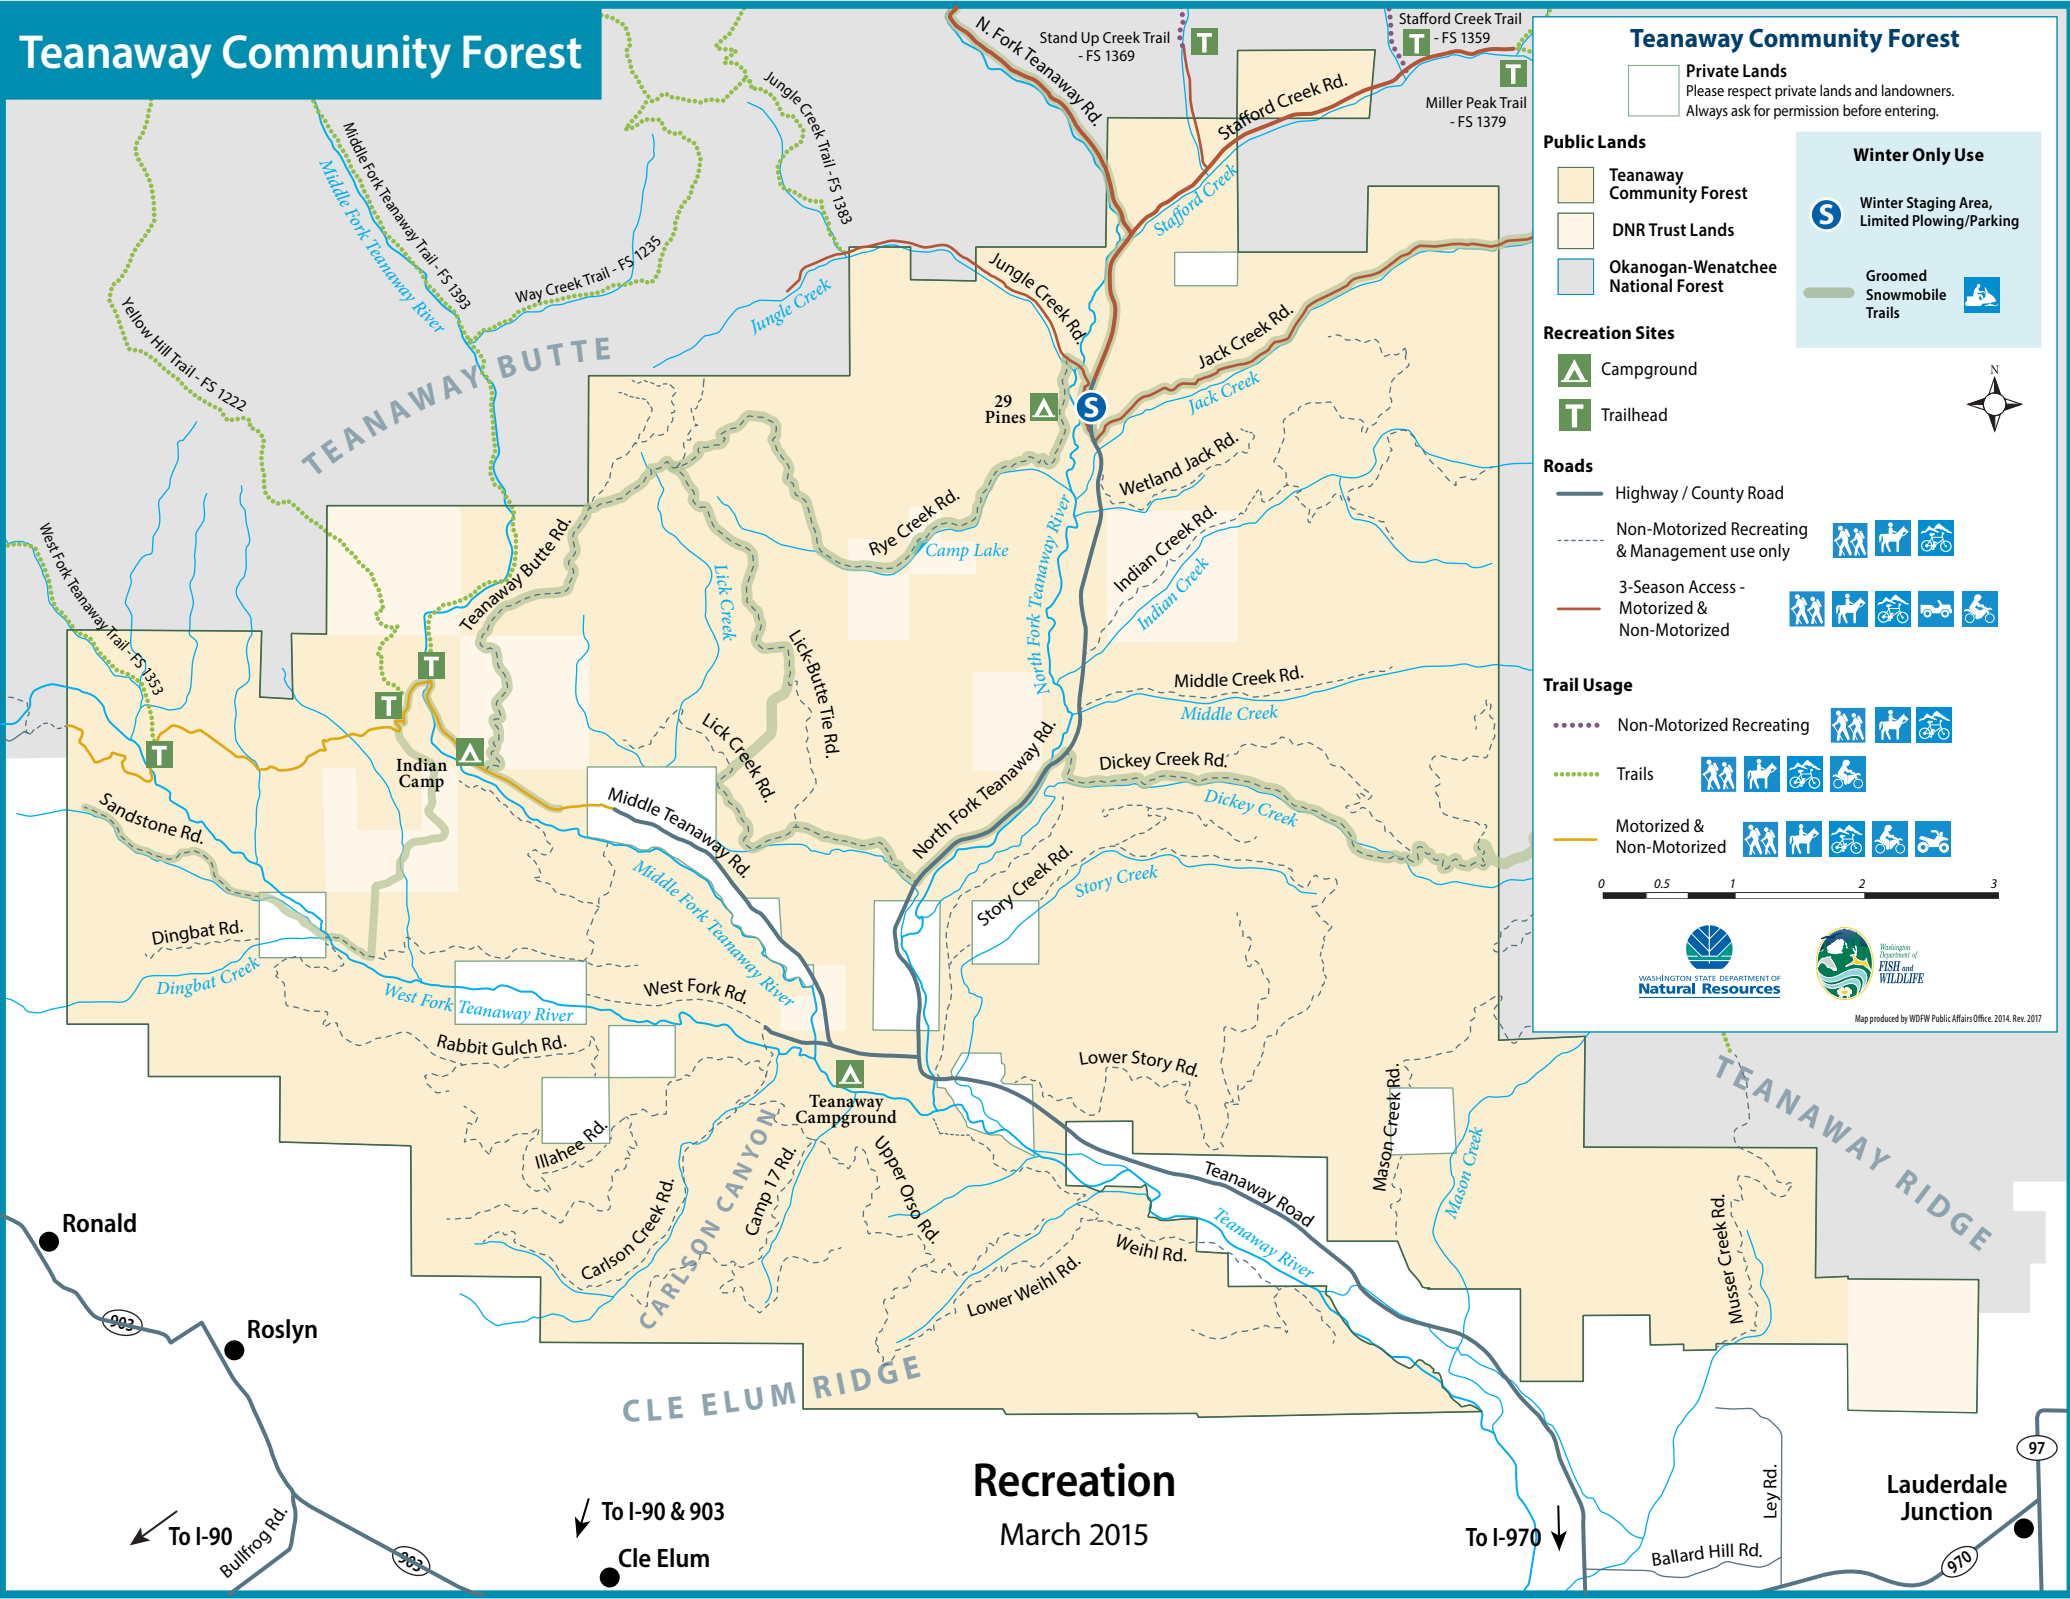 Teanaway Community Forest
N. Fork Teanaway Rd.
Stand Up Creek Trail
- FS 1369
Stafford Creek Trail
- FS 1359
Miller Peak Trail
- FS 1379
Stafford Creek Rd.
Stafford Creek
Jungle Creek Trail - FS 1383
Middle Fork Teanaway Trail - FS 1393
Middle Fork Teanaway River
Way Creek Trail - FS 1235
Yellow Hill Trail - FS 1222
TEANAWAY BUTTE
Jungle Creek
Jungle Creek Rd.
Jack Creek Rd.
Jack Creek
29
Pines
S
Wetland Jack Rd.
Rye Creek Rd.
Camp Lake
North Fork Teanaway River
Indian Creek Rd.
Indian Creek
West Fork Teanaway Trail - FS 1353
Teanaway Butte Rd.
Lick Creek
Lick-Butte Tie Rd.
Lick Creek Rd.
Middle Creek Rd.
Middle Creek
T
T
T
T
T
T
Indian
Camp
Sandstone Rd.
Middle Teanaway Rd.
North Fork Teanaway Rd.
Dickey Creek Rd.
Dickey Creek
Story Creek Rd.
Story Creek
Middle Fork Teanaway River
Dingbat Rd.
Dingbat Creek
West Fork Teanaway River
West Fork Rd.
Rabbit Gulch Rd.
Lower Story Rd.
Teanaway
Campground
Illahee Rd.
Carlson Creek Rd.
CARLSON CANYON
Camp 17 Rd.
Upper Orso Rd.
Lower Weihl Rd.
Weihl Rd.
Teanaway Road
Teanaway River
Mason Creek Rd.
Mason Creek
Musser Creek Rd.
TEANAWAY RIDGE
CLE ELUM RIDGE
Ronald
903
Roslyn
To I-90
Bullfrog Rd.
903
To I-90 & 903
Cle Elum
Recreation
March 2015
To I-970
Ley Rd.
Ballard Hill Rd.
Lauderdale
Junction
97
970
Teanaway Community Forest
Private Lands
Please respect private lands and landowners.
Always ask for permission before entering.
Public Lands
Teanaway
Community Forest
DNR Trust Lands
Okanogan-Wenatchee
National Forest
Winter Only Use
S
Winter Staging Area,
Limited Plowing/Parking
Groomed
Snowmobile
Trails
Recreation Sites
Campground
T
Trailhead
N
Roads
Highway / County Road
Non-Motorized Recreating
& Management use only
3-Season Access -
Motorized &
Non-Motorized
Trail Usage
Non-Motorized Recreating
Trails
Motorized &
Non-Motorized
0 0.5 1 2 3
WASHINGTON STATE DEPARTMENT OF
Natural Resources
Washington
Department of
FISH and
WILDLIFE
Map produced by WDFW Public Affairs Office. 2014. Rev. 2017